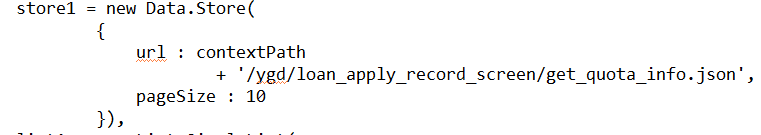 store1 = new Data.Store(
{
url : contextPath
+ '/ygd/loan_apply_record_screen/get_quota_info.json',
pageSize : 10
}),